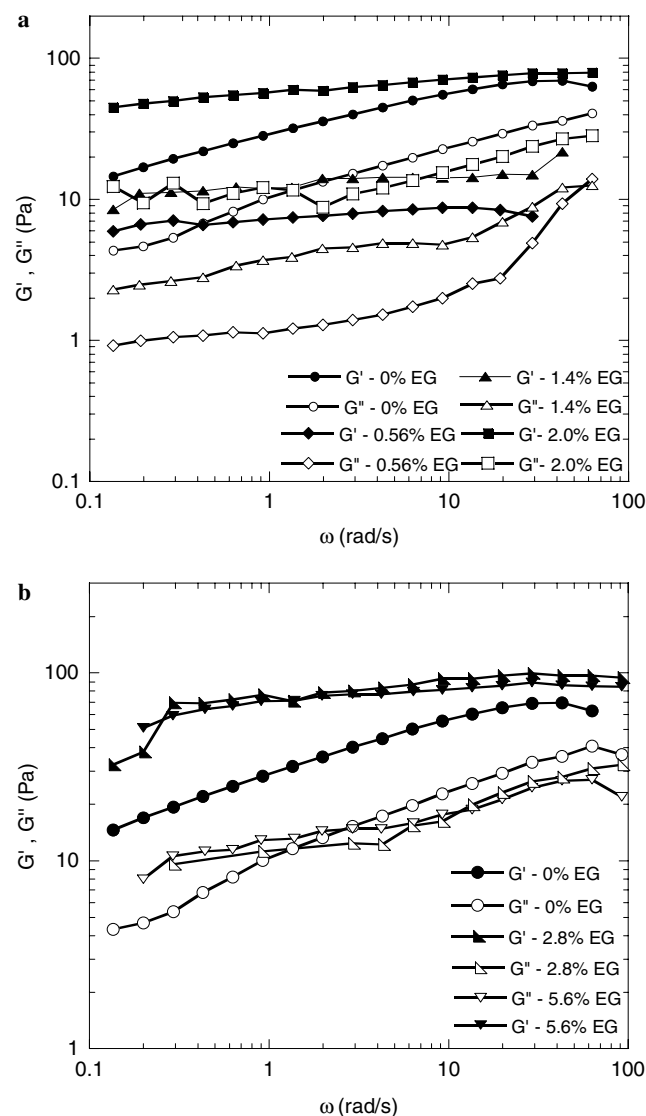 a
100
10
1
0.1
G' , G" (Pa)
G' - 0% EG
G" - 0% EG
G' - 0.56% EG
G" - 0.56% EG
G' - 1.4% EG
G"- 1.4% EG
G' - 2.0% EG
G"- 2.0% EG
0.1 1 10 100
ω (rad/s)
b
100
10
1
G' , G" (Pa)
G' - 0% EG
G" - 0% EG
G' - 2.8% EG
G" - 2.8% EG
G" - 5.6% EG
G' - 5.6% EG
0.1 1 10 100
ω (rad/s)